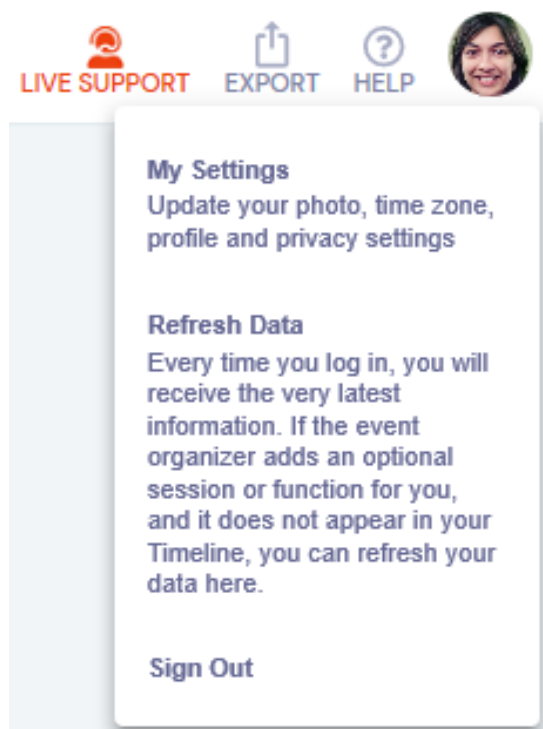 LIVE SUPPORT EXPORT HELP
My Settings
Update your photo, time zone,
profile and privacy settings
Refresh Data
Every time you log in, you will
receive the very latest
information. If the event
organizer adds an optional
session or function for you,
and it does not appear in your
Timeline, you can refresh your
data here.
Sign Out